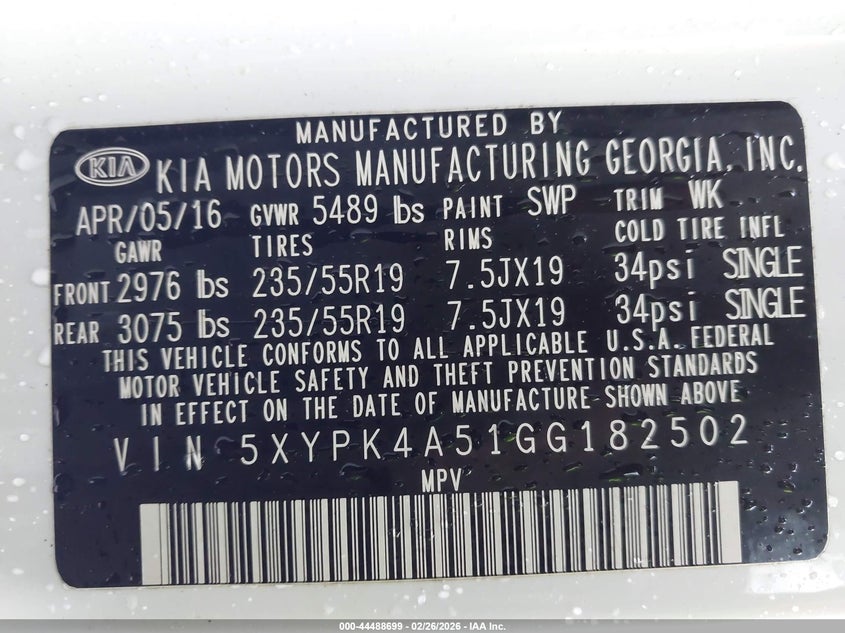 MANUFACTURED BY
KIA KIA MOTORS MANUFACTURING GEORGIA, INC.
APR/05/16 GVWR 5489 lbs PAINT SWP TRIM WK
GAWR TIRES RIMS COLD TIRE INFL
FRONT 2976 lbs 235/55R19 7.5JX19 34psi SINGLE
REAR 3075 lbs 235/55R19 7.5JX19 34psi SINGLE
THIS VEHICLE CONFORMS TO ALL APPLICABLE U.S.A. FEDERAL
MOTOR VEHICLE SAFETY AND THEFT PREVENTION STANDARDS
IN EFFECT ON THE DATE OF MANUFACTURE SHOWN ABOVE
VIN 5XYPK4A51GG182502
MPV
000-44488699 - 02/26/2026 - IAA Inc.